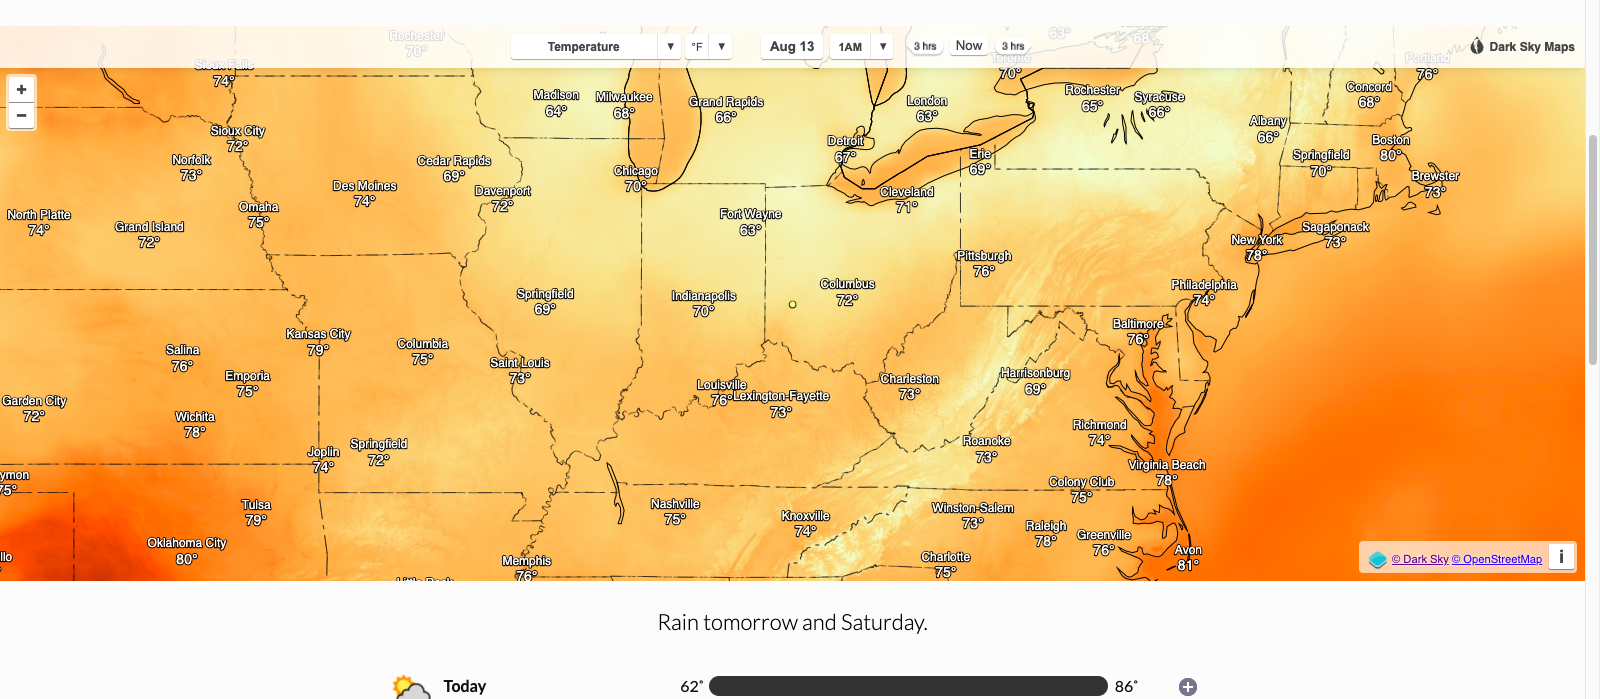 Rochester
70°
Temperature ▼ °F ▼ Aug 13 1AM ▼ 3 hrs Now 3 hrs
63°
68°
Dark Sky Maps
Sioux Falls
74°
Toronto
70°
Portland
76°
+
−
Madison
64°
Milwaukee
68°
Grand Rapids
66°
London
63°
Rochester
65°
Syracuse
66°
Concord
68°
Albany
66°
Sioux City
72°
Detroit
67°
Boston
80°
Norfolk
73°
Cedar Rapids
69°
Chicago
70°
Erie
69°
Springfield
70°
Des Moines
74°
Davenport
72°
Cleveland
71°
Brewster
73°
North Platte
74°
Grand Island
72°
Omaha
75°
Fort Wayne
63°
New York
78°
Sagaponack
73°
Pittsburgh
76°
Springfield
69°
Indianapolis
70°
Columbus
72°
Philadelphia
74°
Kansas City
79°
Columbia
75°
Baltimore
76°
Salina
76°
Emporia
75°
Saint Louis
73°
Louisville
76°
Lexington-Fayette
73°
Charleston
73°
Harrisonburg
69°
Garden City
72°
Wichita
78°
Joplin
74°
Springfield
72°
Roanoke
73°
Richmond
74°
Virginia Beach
78°
ymon
75°
Tulsa
79°
Nashville
75°
Knoxville
74°
Winston-Salem
73°
Colony Club
75°
Raleigh
78°
Greenville
76°
Oklahoma City
80°
llo
Memphis
76°
Charlotte
75°
Avon
81°
Little Rock
© Dark Sky © OpenStreetMap i
Rain tomorrow and Saturday.
Today 62° 86° +